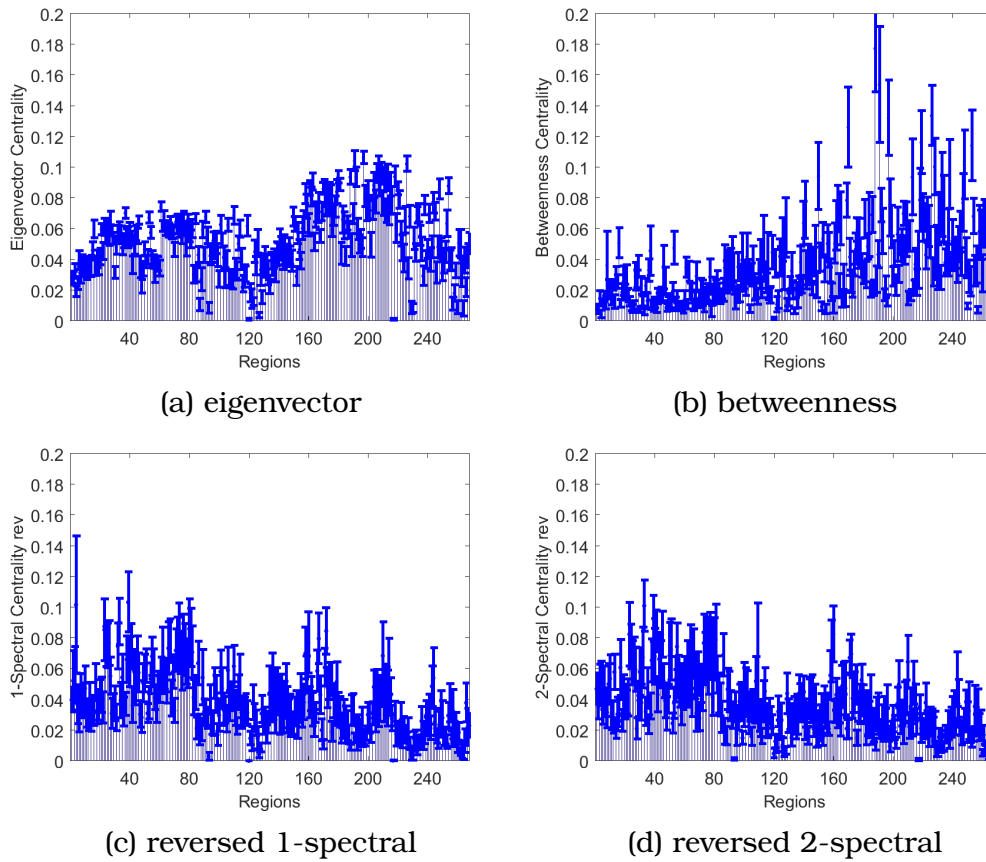 0.2
0.18
0.16
0.14
0.12
0.1
0.08
0.06
0.04
0.02
0
Eigenvector Centrality
40 80 120 160 200 240
Regions
(a) eigenvector
0.2
0.18
0.16
0.14
0.12
0.1
0.08
0.06
0.04
0.02
0
Betweenness Centrality
40 80 120 160 200 240
Regions
(b) betweenness
0.2
0.18
0.16
0.14
0.12
0.1
0.08
0.06
0.04
0.02
0
1-Spectral Centrality rev
40 80 120 160 200 240
Regions
(c) reversed 1-spectral
0.2
0.18
0.16
0.14
0.12
0.1
0.08
0.06
0.04
0.02
0
2-Spectral Centrality rev
40 80 120 160 200 240
Regions
(d) reversed 2-spectral